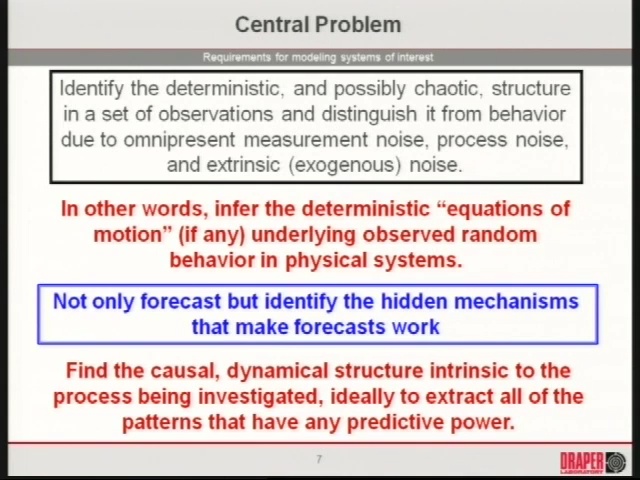 Central Problem
Requirements for modeling systems of interest
Identify the deterministic, and possibly chaotic, structure
in a set of observations and distinguish it from behavior
due to omnipresent measurement noise, process noise,
and extrinsic (exogenous) noise.
In other words, infer the deterministic “equations of
motion” (if any) underlying observed random
behavior in physical systems.
Not only forecast but identify the hidden mechanisms
that make forecasts work
Find the causal, dynamical structure intrinsic to the
process being investigated, ideally to extract all of the
patterns that have any predictive power.
7
DRAPER
LABORATORY